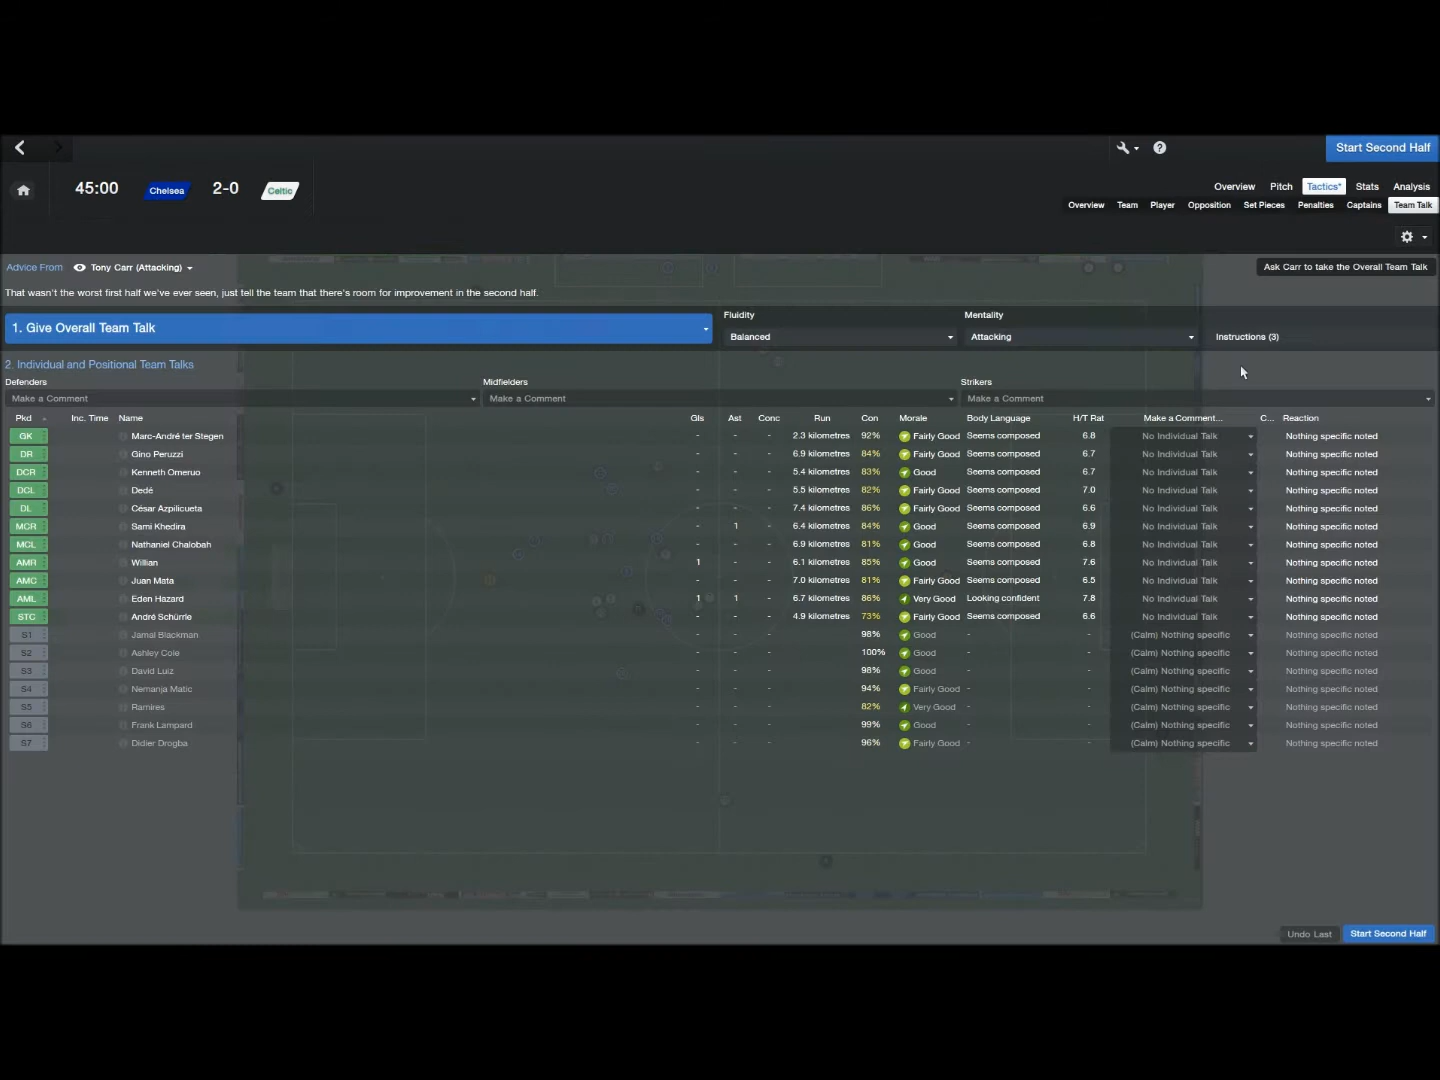 Start Second Half
45:00 Chelsea 2-0 Celtic
Overview Pitch Tactics* Stats Analysis
Overview Team Player Opposition Set Pieces Penalties Captains Team Talk
Advice From Tony Carr (Attacking) Ask Carr to take the Overall Team Talk
That wasn't the worst first half we've ever seen, just tell the team that there's room for improvement in the second half.
Fluidity Mentality
1. Give Overall Team Talk Balanced Attacking Instructions (3)
2. Individual and Positional Team Talks
Defenders Midfielders Strikers
Make a Comment Make a Comment Make a Comment
Pkd Inc. Time Name Gls Ast Conc Run Con Morale Body Language H/T Rat Make a Comment... C... Reaction
GK Marc-André ter Stegen - - - 2.3 kilometres 92% Fairly Good Seems composed 6.8 No Individual Talk Nothing specific noted
DR Gino Peruzzi - - - 6.9 kilometres 84% Fairly Good Seems composed 6.7 No Individual Talk Nothing specific noted
DCR Kenneth Omeruo - - - 5.4 kilometres 83% Good Seems composed 6.7 No Individual Talk Nothing specific noted
DCL Dedé - - - 5.5 kilometres 82% Fairly Good Seems composed 7.0 No Individual Talk Nothing specific noted
DL César Azpilicueta - - - 7.4 kilometres 86% Fairly Good Seems composed 6.6 No Individual Talk Nothing specific noted
MCR Sami Khedira - 1 - 6.4 kilometres 84% Good Seems composed 6.9 No Individual Talk Nothing specific noted
MCL Nathaniel Chalobah - - - 6.9 kilometres 81% Good Seems composed 6.8 No Individual Talk Nothing specific noted
AMR Willian 1 - - 6.1 kilometres 85% Good Seems composed 7.6 No Individual Talk Nothing specific noted
AMC Juan Mata - - - 7.0 kilometres 81% Fairly Good Seems composed 6.5 No Individual Talk Nothing specific noted
AML Eden Hazard 1 1 - 6.7 kilometres 86% Very Good Looking confident 7.8 No Individual Talk Nothing specific noted
STC André Schürrle - - - 4.9 kilometres 73% Fairly Good Seems composed 6.6 No Individual Talk Nothing specific noted
S1 Jamal Blackman - - - 98% Good - - (Calm) Nothing specific Nothing specific noted
S2 Ashley Cole - - - 100% Good - - (Calm) Nothing specific Nothing specific noted
S3 David Luiz - - - 98% Good - - (Calm) Nothing specific Nothing specific noted
S4 Nemanja Matic - - - 94% Fairly Good - - (Calm) Nothing specific Nothing specific noted
S5 Ramires - - - 82% Very Good - - (Calm) Nothing specific Nothing specific noted
S6 Frank Lampard - - - 99% Good - - (Calm) Nothing specific Nothing specific noted
S7 Didier Drogba - - - 96% Fairly Good - - (Calm) Nothing specific Nothing specific noted
Undo Last Start Second Half